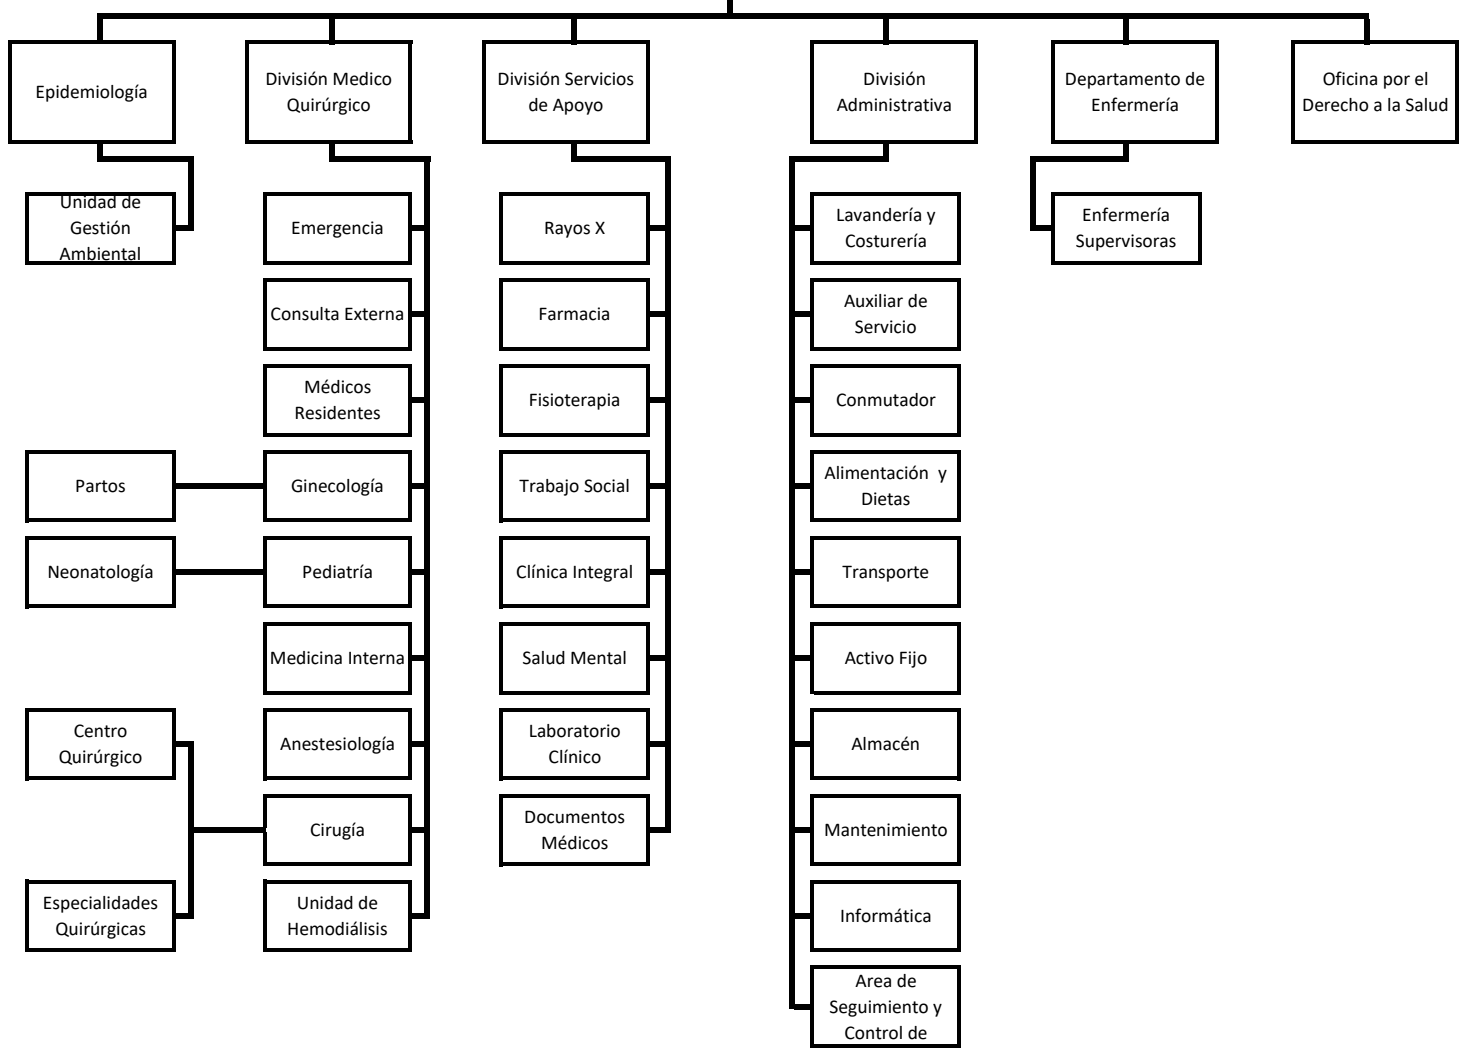 Epidemiología
División Medico
Quirúrgico
División Servicios
de Apoyo
División
Administrativa
Departamento de
Enfermería
Oficina por el
Derecho a la Salud
Unidad de
Gestión
Ambiental
Emergencia
Rayos X
Lavandería y
Costurería
Enfermería
Supervisoras
Consulta Externa
Farmacia
Auxiliar de
Servicio
Médicos
Residentes
Fisioterapia
Conmutador
Partos
Ginecología
Trabajo Social
Alimentación y
Dietas
Neonatología
Pediatría
Clínica Integral
Transporte
Medicina Interna
Salud Mental
Activo Fijo
Centro
Quirúrgico
Anestesiología
Laboratorio
Clínico
Almacén
Cirugía
Documentos
Médicos
Mantenimiento
Especialidades
Quirúrgicas
Unidad de
Hemodiálisis
Informática
Area de
Seguimiento y
Control de